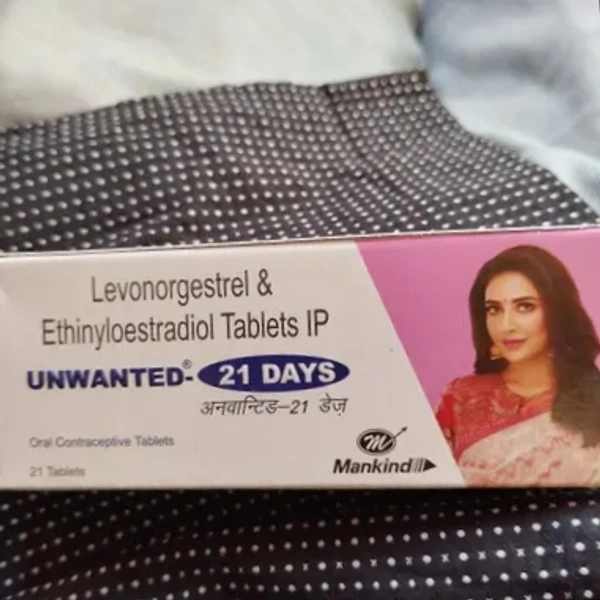 Levonorgestrel &
Ethinyloestradiol Tablets IP
UNWANTED®-21 DAYS
अनवान्टिड-21 डेज़
Oral Contraceptive Tablets
21 Tablets
m
Mankind